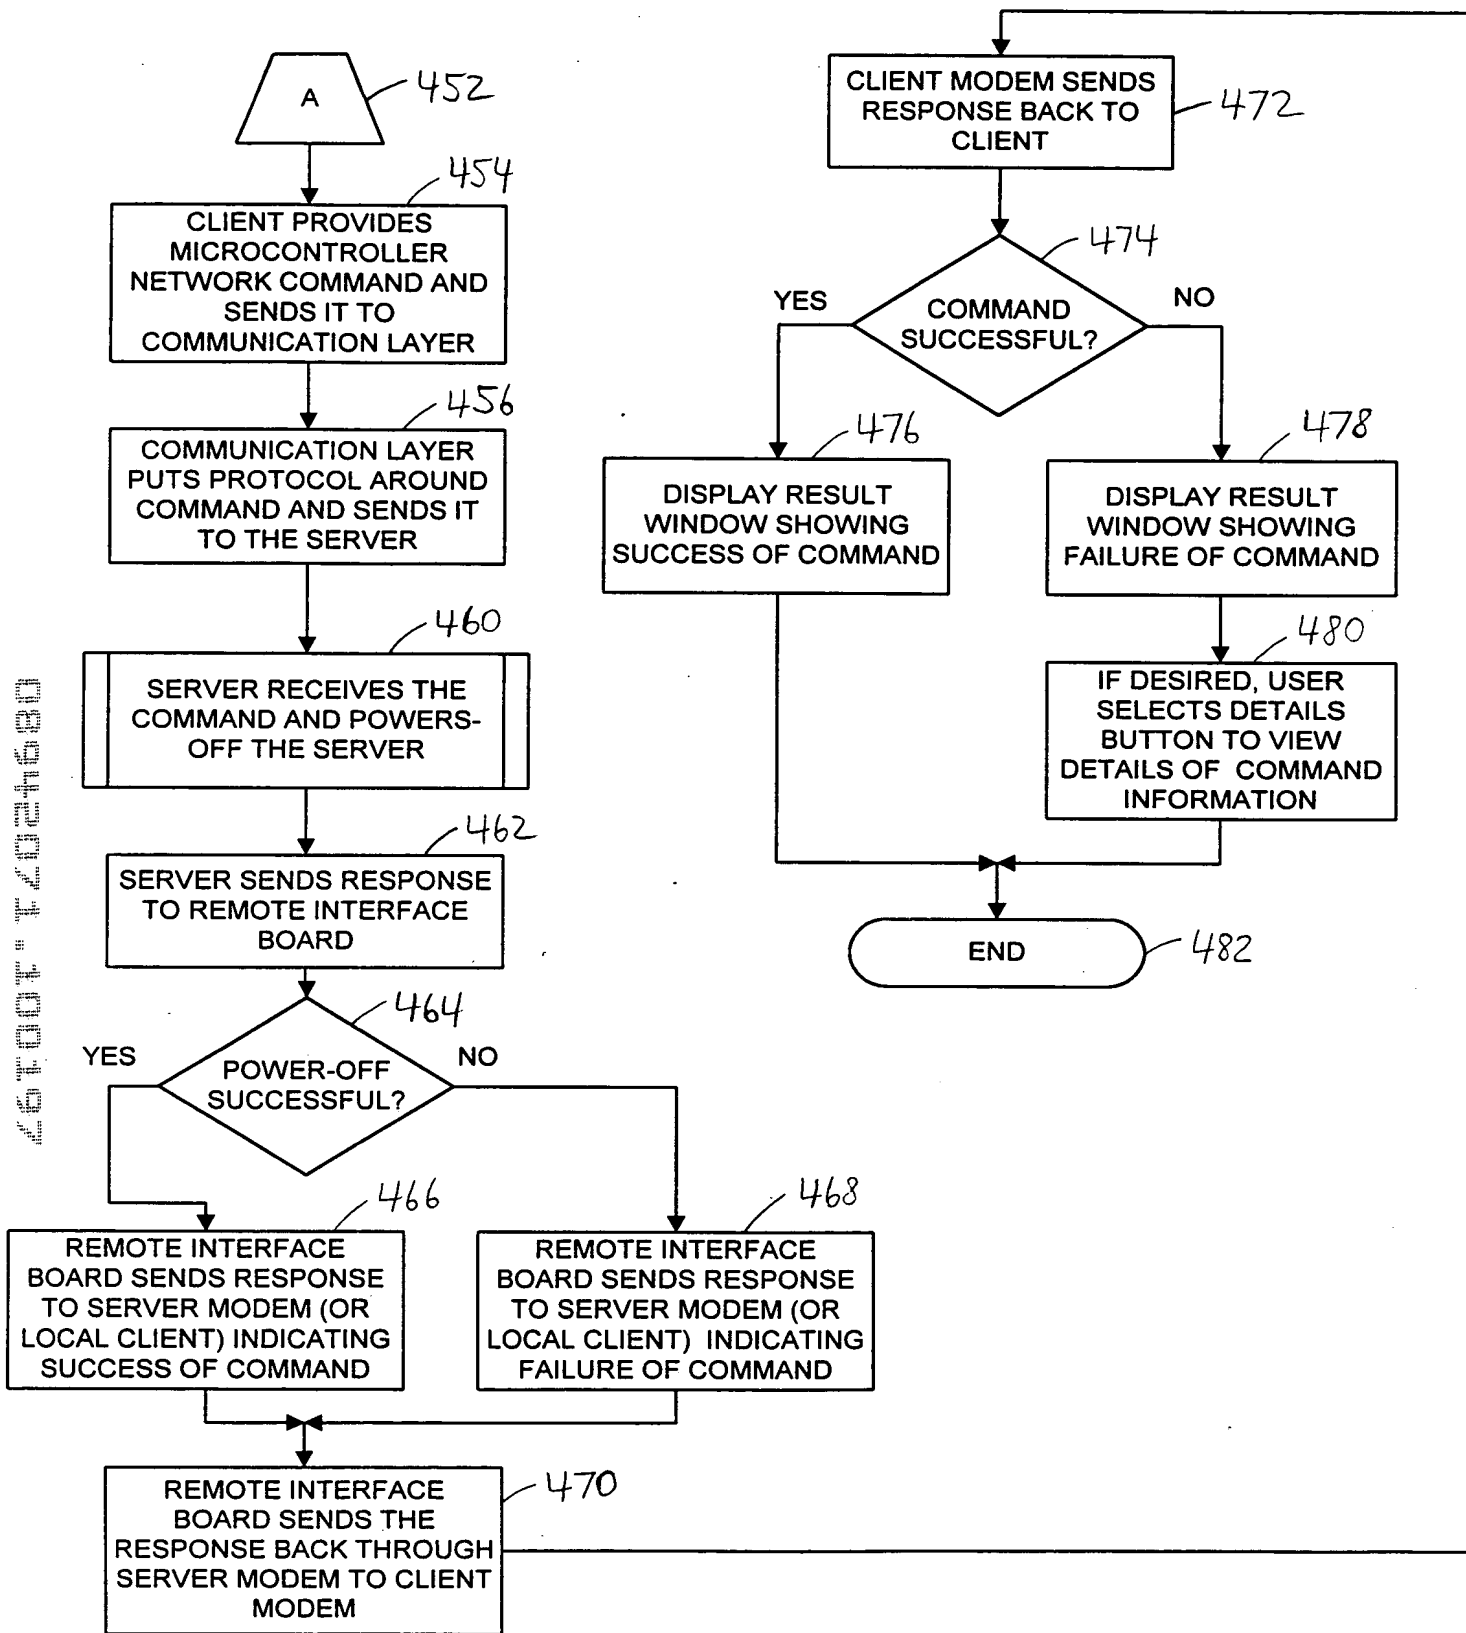 A
452
454
CLIENT PROVIDES
MICROCONTROLLER
NETWORK COMMAND AND
SENDS IT TO
COMMUNICATION LAYER
456
COMMUNICATION LAYER
PUTS PROTOCOL AROUND
COMMAND AND SENDS IT
TO THE SERVER
460
SERVER RECEIVES THE
COMMAND AND POWERS-
OFF THE SERVER
462
SERVER SENDS RESPONSE
TO REMOTE INTERFACE
BOARD
464
YES
NO
POWER-OFF
SUCCESSFUL?
466
REMOTE INTERFACE
BOARD SENDS RESPONSE
TO SERVER MODEM (OR
LOCAL CLIENT) INDICATING
SUCCESS OF COMMAND
468
REMOTE INTERFACE
BOARD SENDS RESPONSE
TO SERVER MODEM (OR
LOCAL CLIENT) INDICATING
FAILURE OF COMMAND
470
REMOTE INTERFACE
BOARD SENDS THE
RESPONSE BACK THROUGH
SERVER MODEM TO CLIENT
MODEM
CLIENT MODEM SENDS
RESPONSE BACK TO
CLIENT
472
474
YES
NO
COMMAND
SUCCESSFUL?
476
DISPLAY RESULT
WINDOW SHOWING
SUCCESS OF COMMAND
478
DISPLAY RESULT
WINDOW SHOWING
FAILURE OF COMMAND
480
IF DESIRED, USER
SELECTS DETAILS
BUTTON TO VIEW
DETAILS OF COMMAND
INFORMATION
END
482